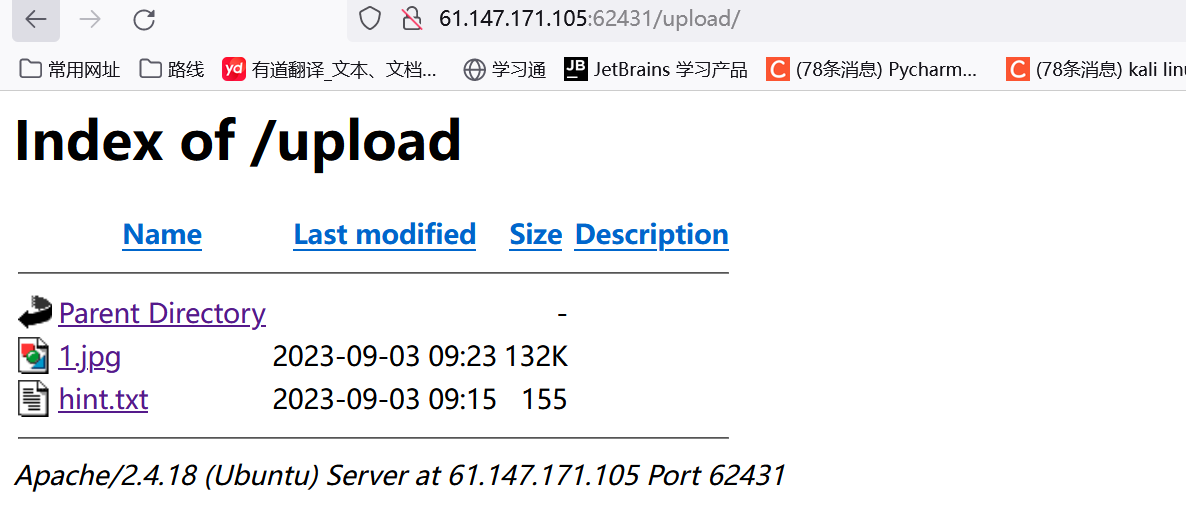 61.147.171.105:62431/upload/
常用网址 路线 yd 有道翻译_文本、文档... 学习通 JB JetBrains 学习产品 C (78条消息) Pycharm... C (78条消息) kali
Index of /upload
Name Last modified Size Description
Parent Directory -
1.jpg 2023-09-03 09:23 132K
hint.txt 2023-09-03 09:15 155
Apache/2.4.18 (Ubuntu) Server at 61.147.171.105 Port 62431